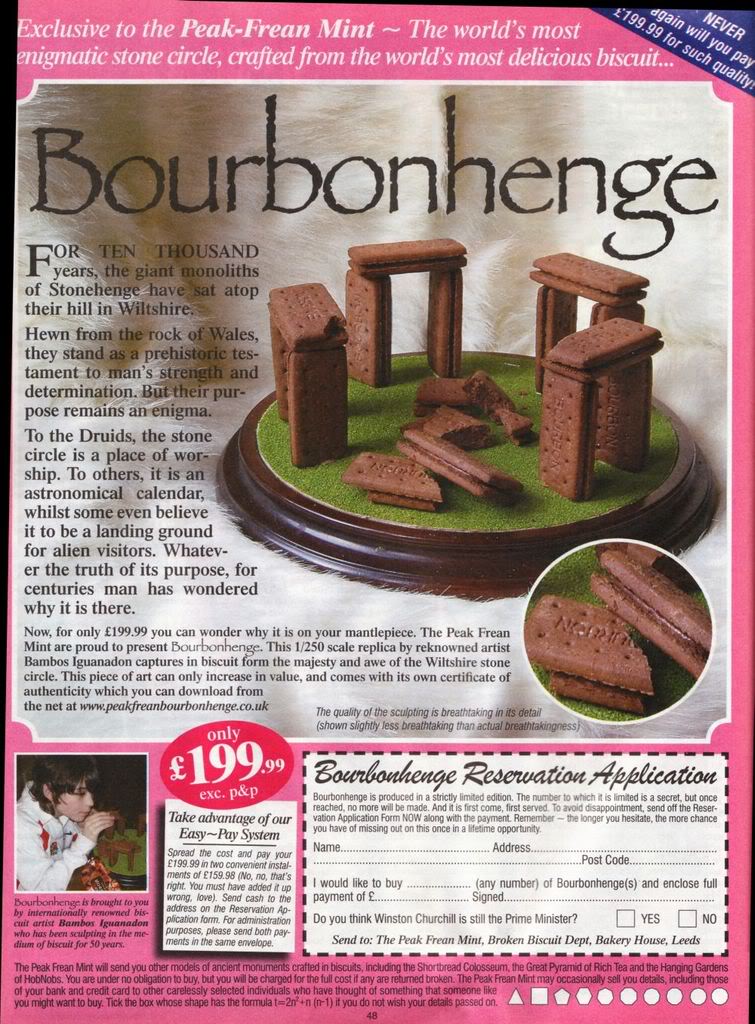 Exclusive to the Peak-Frean Mint ~ The world's most
enigmatic stone circle, crafted from the world's most delicious biscuit...
NEVER
again will you pay
£199.99 for such quality!
Bourbonhenge
FOR TEN THOUSAND
years, the giant monoliths
of Stonehenge have sat atop
their hill in Wiltshire.
Hewn from the rock of Wales,
they stand as a prehistoric tes-
tament to man's strength and
determination. But their pur-
pose remains an enigma.
To the Druids, the stone
circle is a place of wor-
ship. To others, it is an
astronomical calendar,
whilst some even believe
it to be a landing ground
for alien visitors. Whatev-
er the truth of its purpose, for
centuries man has wondered
why it is there.
Now, for only £199.99 you can wonder why it is on your mantlepiece. The Peak Frean
Mint are proud to present Bourbonhenge. This 1/250 scale replica by reknowned artist
Bambos Iguanadon captures in biscuit form the majesty and awe of the Wiltshire stone
circle. This piece of art can only increase in value, and comes with its own certificate of
authenticity which you can download from
the net at www.peakfreanbourbonhenge.co.uk
BOURBON
BOURBON
BOURBON
The quality of the sculpting is breathtaking in its detail
(shown slightly less breathtaking than actual breathtakingness)
only
£199.99
exc. p&p
Take advantage of our
Easy~Pay System
Spread the cost and pay your
£199.99 in two convenient instal-
ments of £159.98 (No, no, that's
right. You must have added it up
wrong, love). Send cash to the
address on the Reservation Ap-
plication form. For administration
purposes, please send both pay-
ments in the same envelope.
Bourbonhenge is brought to you
by internationally renowned bis-
cuit artist Bambos Iguanadon
who has been sculpting in the me-
dium of biscuit for 50 years.
Bourbonhenge Reservation Application
Bourbonhenge is produced in a strictly limited edition. The number to which it is limited is a secret, but once
reached, no more will be made. And it is first come, first served. To avoid disappointment, send off the Reser-
vation Application Form NOW along with the payment. Remember ~ the longer you hesitate, the more chance
you have of missing out on this once in a lifetime opportunity.
Name.......................................Address................................................
.......................................................................Post Code...........................
I would like to buy ................... (any number) of Bourbonhenge(s) and enclose full
payment of £...............................Signed.....................................................
Do you think Winston Churchill is still the Prime Minister? YES NO
Send to: The Peak Frean Mint, Broken Biscuit Dept, Bakery House, Leeds
The Peak Frean Mint will send you other models of ancient monuments crafted in biscuits, including the Shortbread Colosseum, the Great Pyramid of Rich Tea and the Hanging Gardens
of HobNobs. You are under no obligation to buy, but you will be charged for the full cost if any are returned broken. The Peak Frean Mint may occasionally sell you details, including those
of your bank and credit card to other carelessly selected individuals who have thought of something that someone like
you might want to buy. Tick the box whose shape has the formula t=2n²+n (n-1) if you do not wish your details passed on.
48